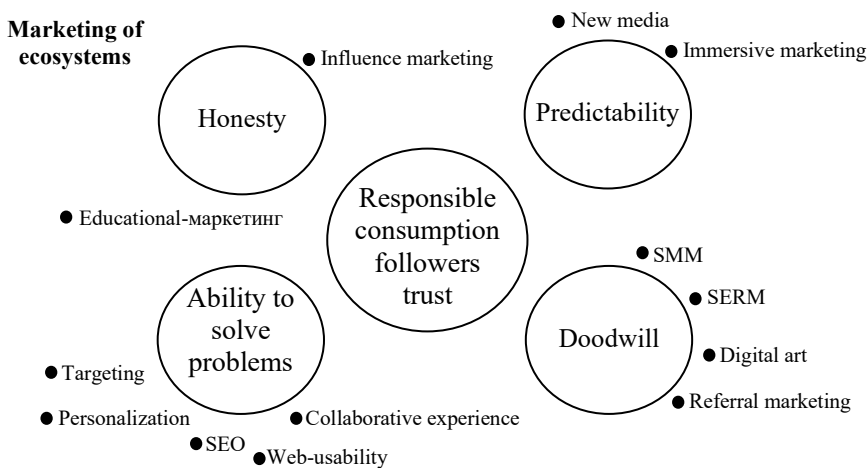 Marketing of
ecosystems
New media
Influence marketing
Immersive marketing
Honesty
Predictability
Educational-маркетинг
Responsible
consumption
followers
trust
SMM
SERM
Ability to
solve
problems
Doodwill
Digital art
Targeting
Referral marketing
Personalization
Collaborative experience
SEO
Web-usability